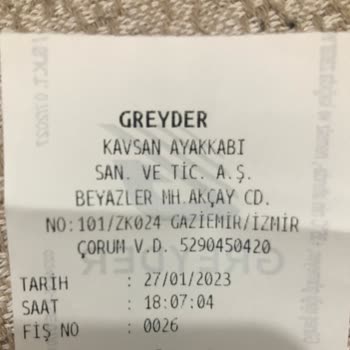 GREYDER
KAVSAN AYAKKABI
SAN. VE TİC. A.Ş.
BEYAZLER MH.AKÇAY CD.
NO:101/ZK024 GAZİEMİR/İZMİR
ÇORUM V.D. 5290450420
TARİH : 27/01/2023
SAAT : 18:07:04
FİŞ NO : 0026
GREYDER